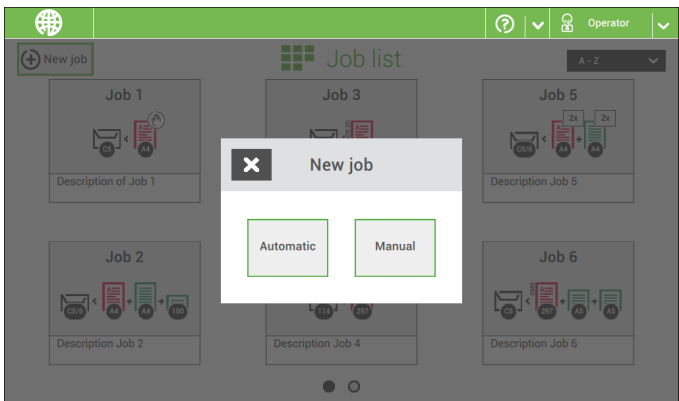 Operator
New job
Job list
A - Z
Job 1
C5
A4
Description of Job 1
Job 3
Job 5
2x
2x
C5/6
A4
A4
Description Job 5
New job
Automatic
Manual
Job 2
C5/6
A4
A4
100
Description Job 2
114
297
Description Job 4
Job 6
C5
297
A5
A5
Description Job 6